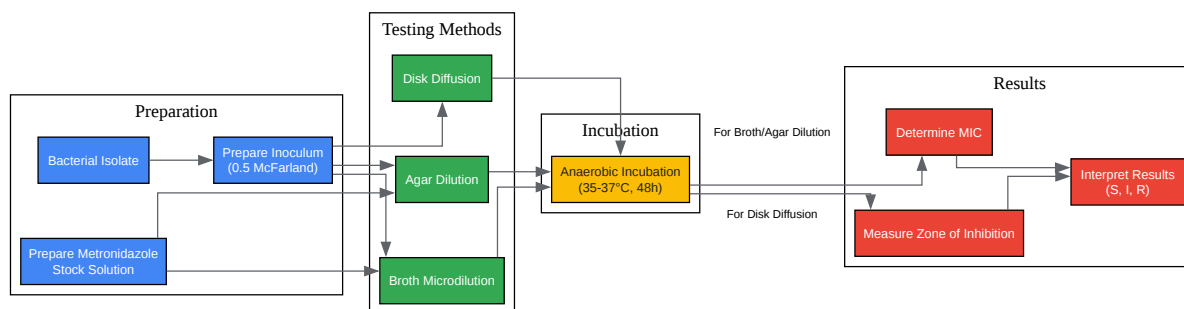 Preparation
Bacterial Isolate
Prepare Inoculum
(0.5 McFarland)
Prepare Metronidazole
Stock Solution
Testing Methods
Disk Diffusion
Agar Dilution
Broth Microdilution
Incubation
Anaerobic Incubation
(35-37°C, 48h)
For Broth/Agar Dilution
For Disk Diffusion
Results
Determine MIC
Measure Zone of Inhibition
Interpret Results
(S, I, R)